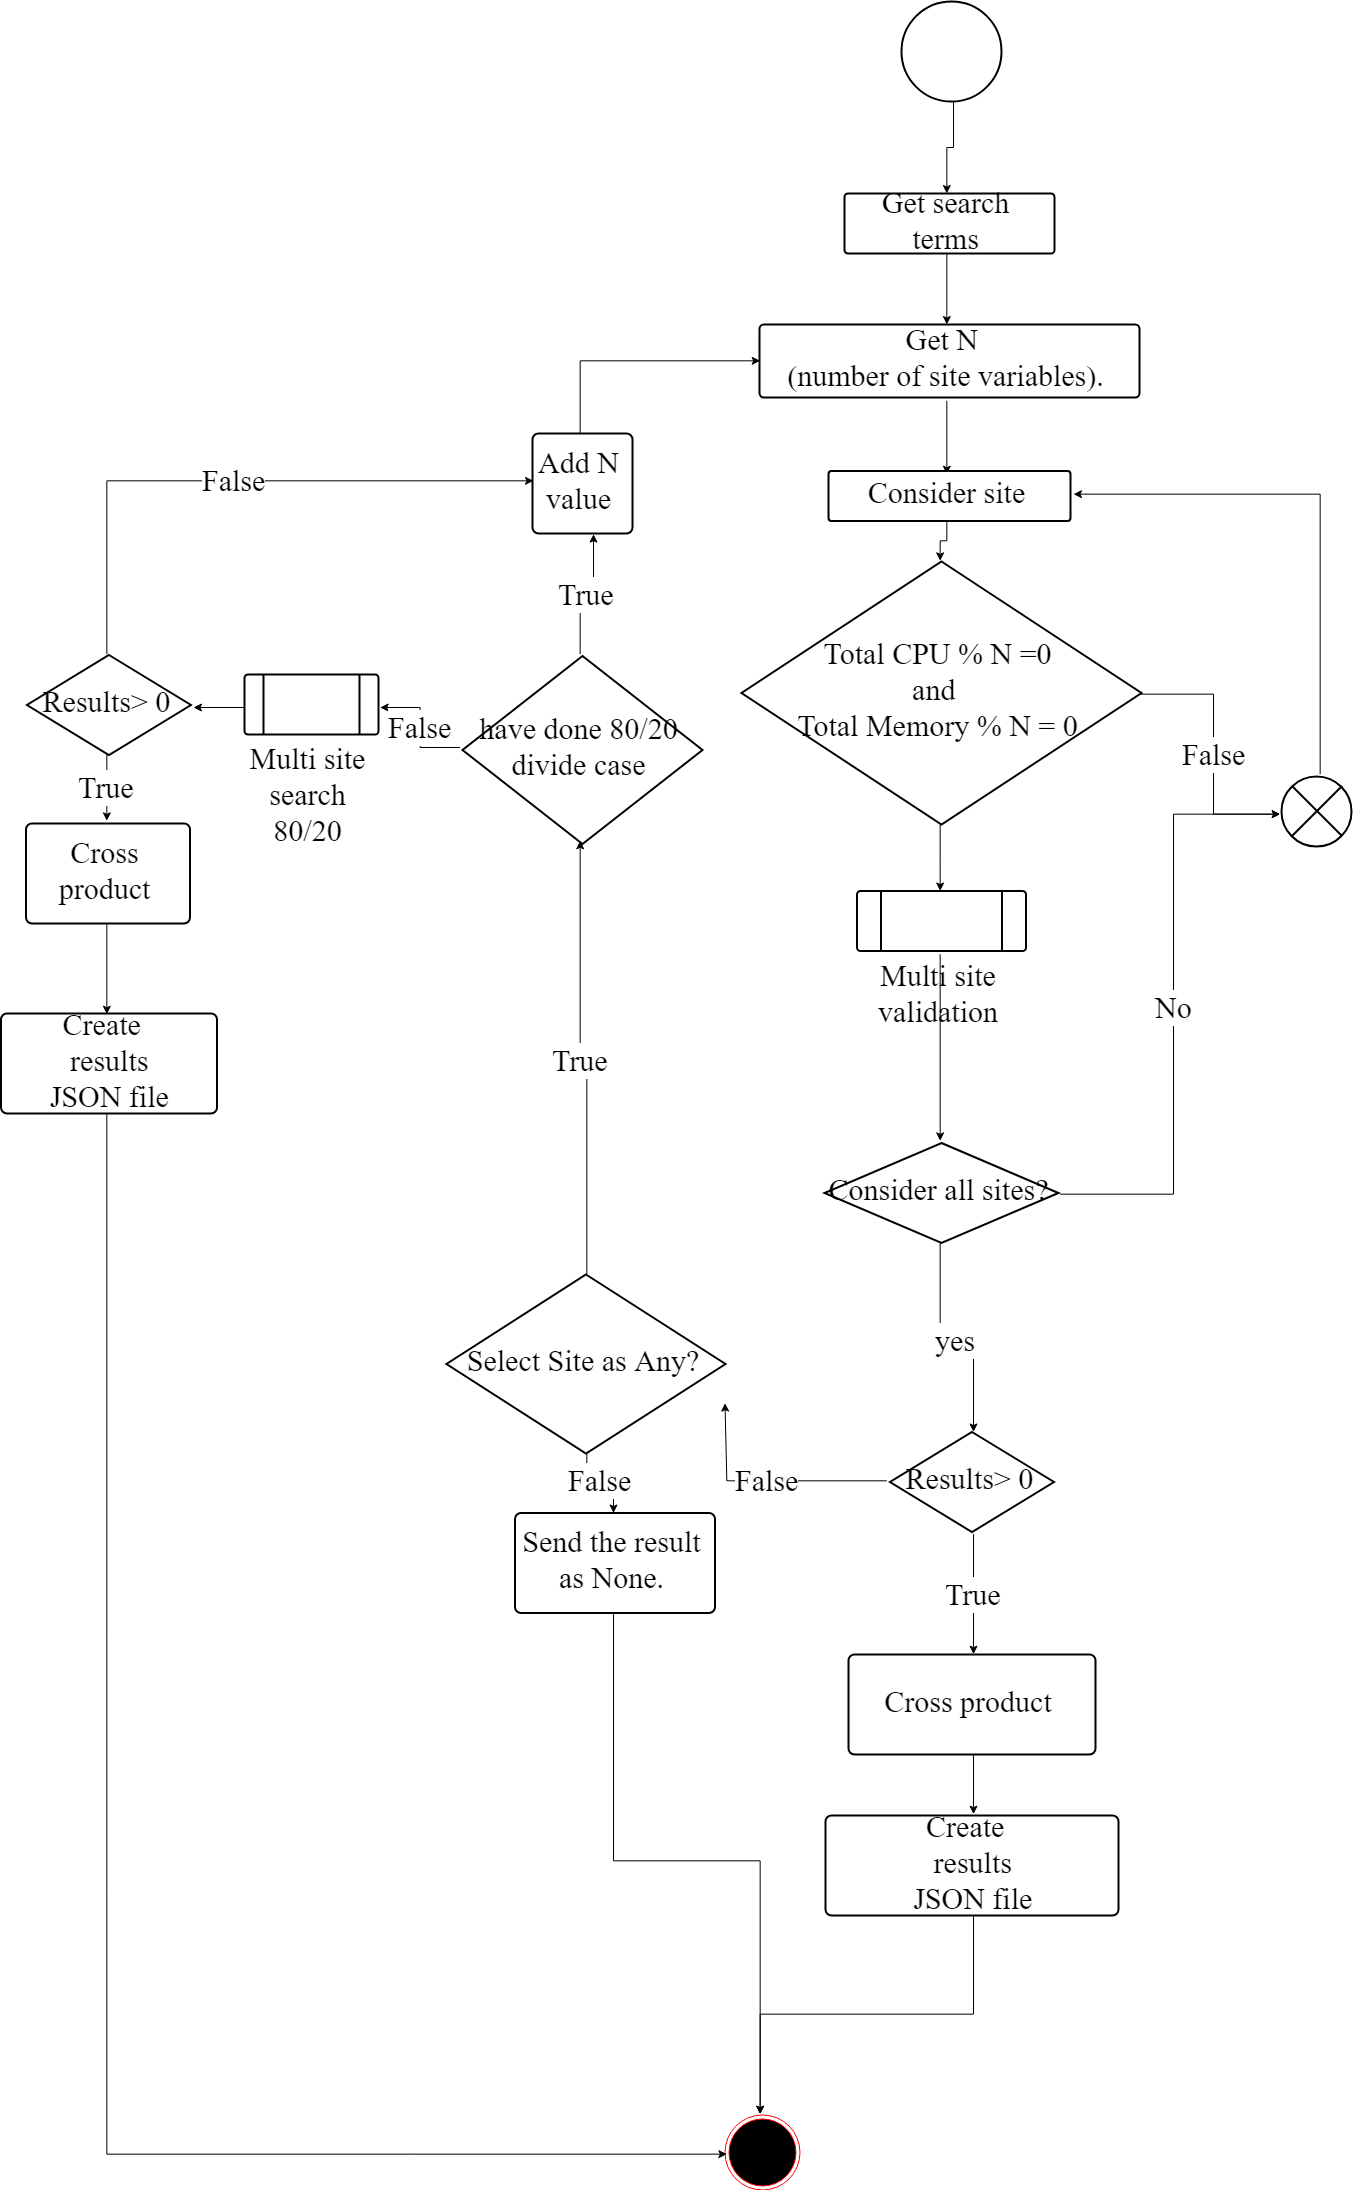 Get search
terms
Get N
(number of site variables).
Add N
value
False
Consider site
True
Total CPU % N =0
and
Total Memory % N = 0
Results> 0
False
have done 80/20
divide case
False
Multi site
search
80/20
True
Cross
product
Multi site
validation
No
Create
results
JSON file
True
Consider all sites?
yes
Select Site as Any?
False
False
Results> 0
Send the result
as None.
True
Cross product
Create
results
JSON file